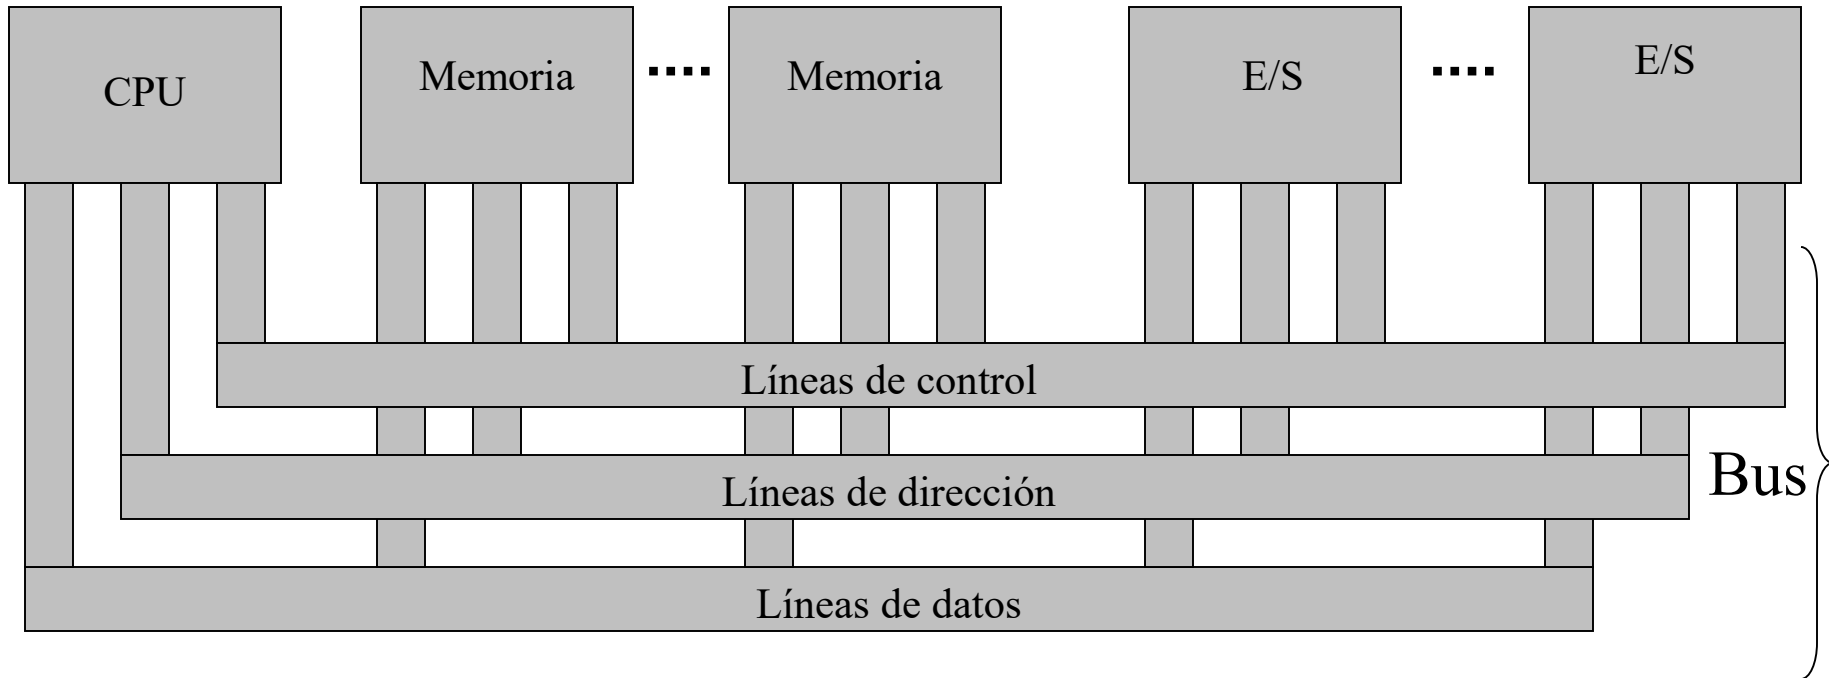 CPU
Memoria
....
Memoria
E/S
....
E/S
Líneas de control
Líneas de dirección
Bus
Líneas de datos